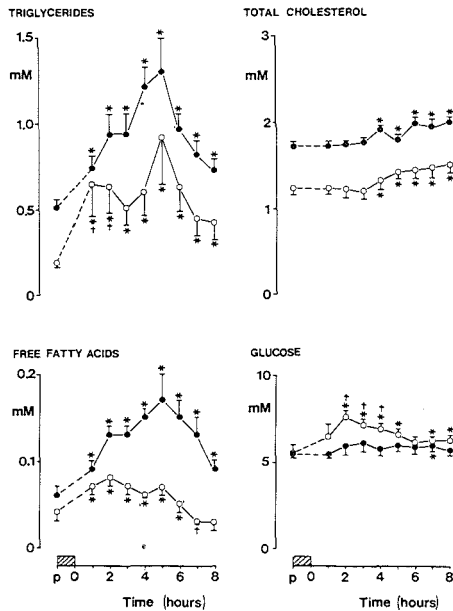 TRIGLYCERIDES
1.5
mM
1.0
0.5
0
TOTAL CHOLESTEROL
3
mM
2
1
0
FREE FATTY ACIDS
0.2
mM
0.1
0
p 0 2 4 6 8
Time (hours)
GLUCOSE
10
mM
5
0
p 0 2 4 6 8
Time (hours)